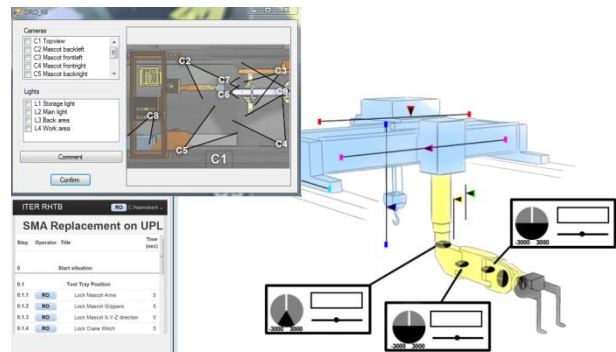 DRO_fill
Cameras
C1 Topview
C2 Mascot backleft
C3 Mascot frontleft
C4 Mascot frontright
C5 Mascot backright
Lights
L1 Storage light
L2 Main light
L3 Back area
L4 Work area
Comment
Confirm
C2
C7
C6
C3
C9
C8
C5
C4
C1
ITER RHTB RO
SMA Replacement on UPL
Step Operator Title Time (sec)
0 Start situation
0.1 Tool Tray Position
0.1.1 RO Lock Mascot Arms 5
0.1.2 RO Lock Mascot Grippers 5
0.1.3 RO Lock Mascot X-Y-Z direction 5
0.1.4 RO Lock Crane Winch 5
-3000 3000
-3000 3000
-3000 3000